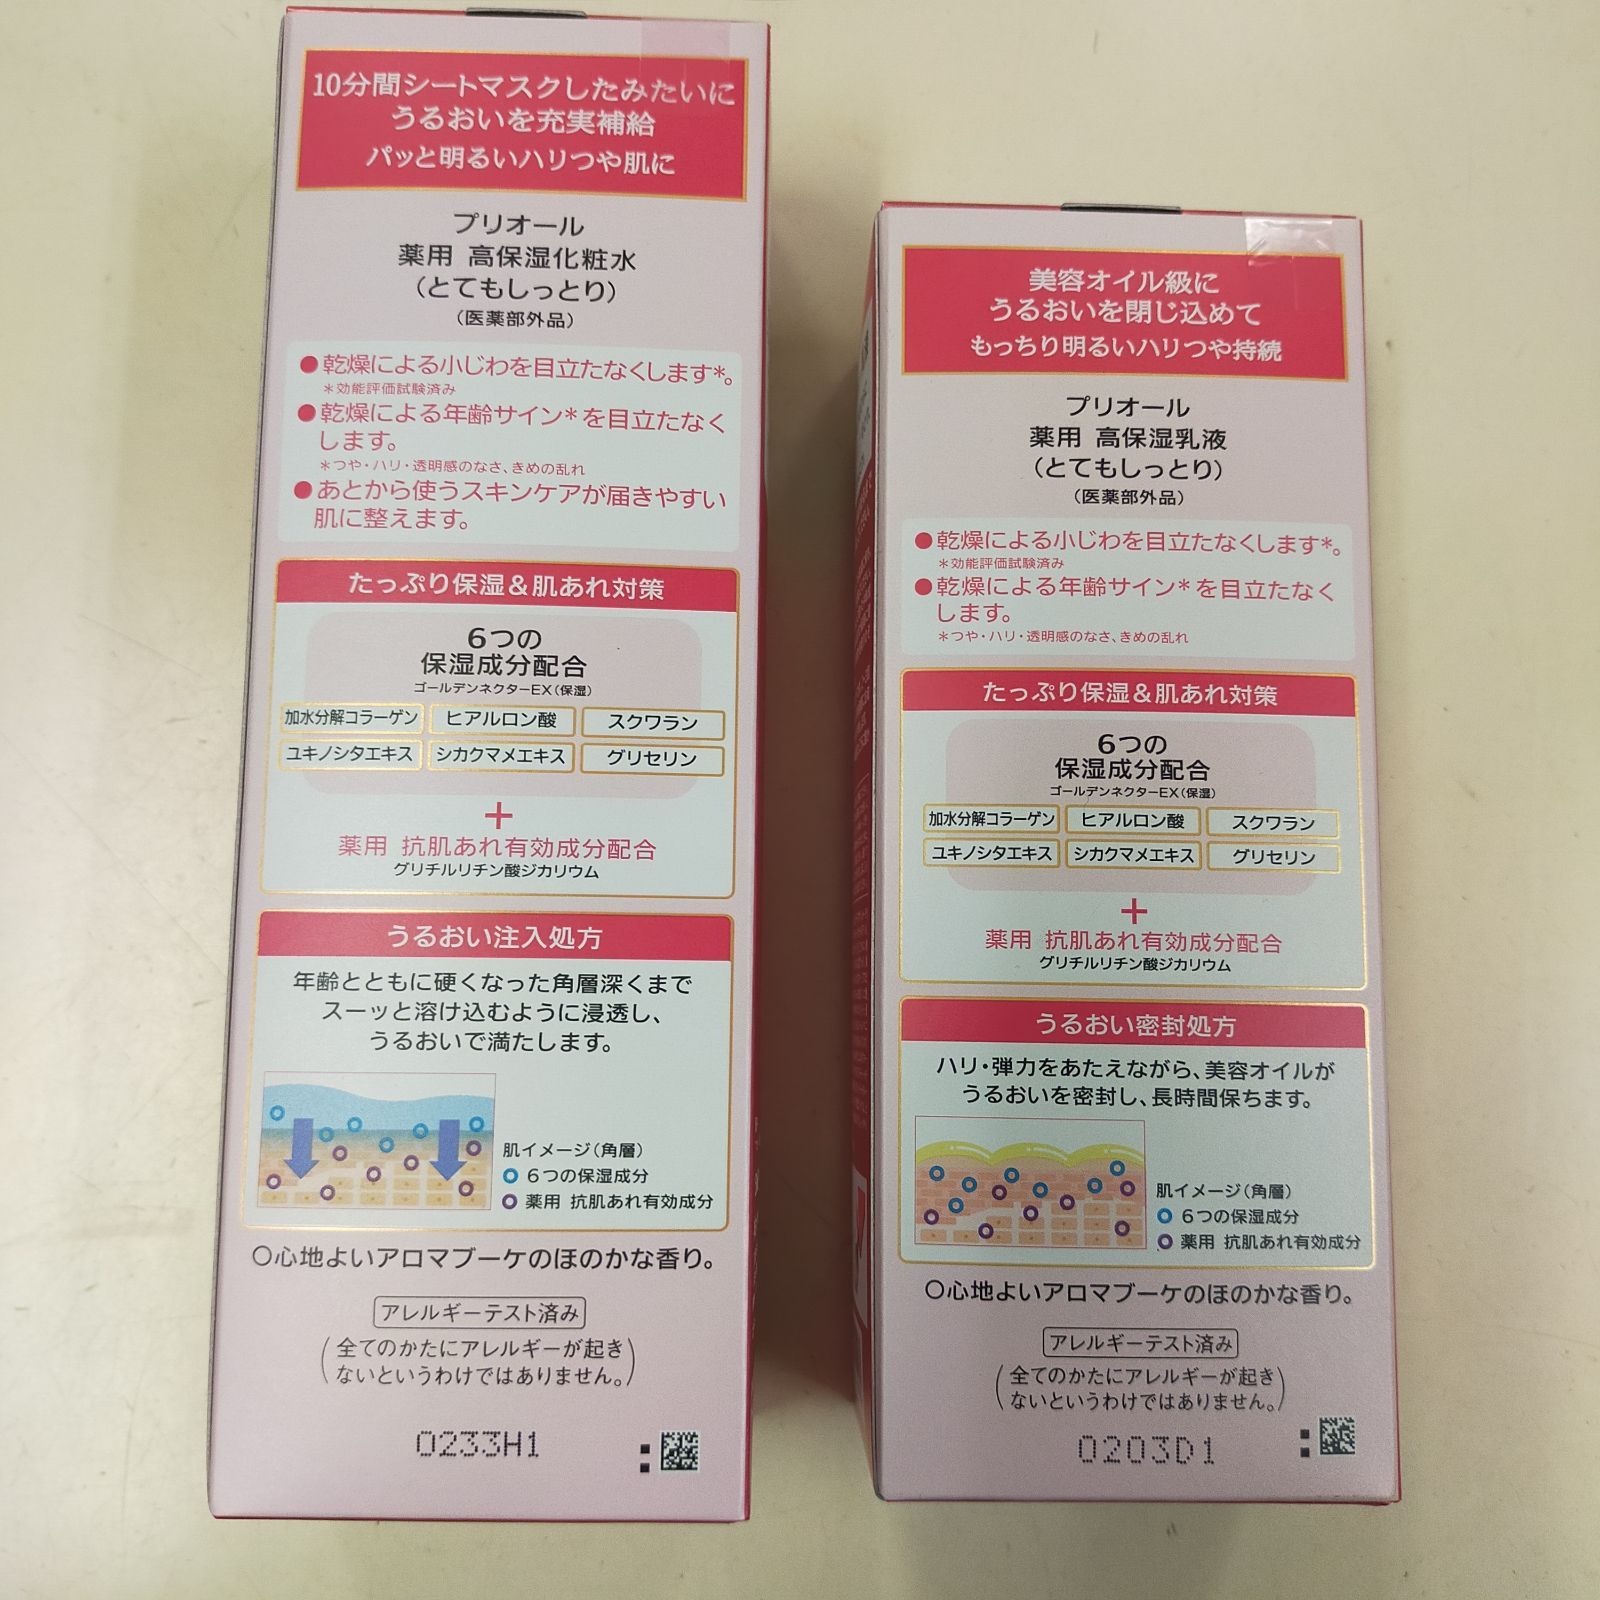 10分間シートマスクしたみたいに
うるおいを充実補給
パッと明るいハリつや肌に
プリオール
薬用 高保湿化粧水
(とてもしっとり)
(医薬部外品)
●乾燥による小じわを目立たなくします*。
*効能評価試験済み
●乾燥による年齢サイン*を目立たなく
します。
*つや・ハリ・透明感のなさ、きめの乱れ
●あとから使うスキンケアが届きやすい
肌に整えます。
たっぷり保湿&肌あれ対策
6つの
保湿成分配合
ゴールデンネクターEX(保湿)
加水分解コラーゲン ヒアルロン酸 スクワラン
ユキノシタエキス シカクマメエキス グリセリン
+
薬用 抗肌あれ有効成分配合
グリチルリチン酸ジカリウム
うるおい注入処方
年齢とともに硬くなった角層深くまで
スーッと溶け込むように浸透し、
うるおいで満たします。
肌イメージ(角層)
6つの保湿成分
薬用 抗肌あれ有効成分
○心地よいアロマブーケのほのかな香り。
アレルギーテスト済み
(全てのかたにアレルギーが起き
ないというわけではありません。)
0233H1
美容オイル級に
うるおいを閉じ込めて
もっちり明るいハリつや持続
プリオール
薬用 高保湿乳液
(とてもしっとり)
(医薬部外品)
●乾燥による小じわを目立たなくします*。
*効能評価試験済み
●乾燥による年齢サイン*を目立たなく
します。
*つや・ハリ・透明感のなさ、きめの乱れ
たっぷり保湿&肌あれ対策
6つの
保湿成分配合
ゴールデンネクターEX(保湿)
加水分解コラーゲン ヒアルロン酸 スクワラン
ユキノシタエキス シカクマメエキス グリセリン
+
薬用 抗肌あれ有効成分配合
グリチルリチン酸ジカリウム
うるおい密封処方
ハリ・弾力をあたえながら、美容オイルが
うるおいを密封し、長時間保ちます。
肌イメージ(角層)
6つの保湿成分
薬用 抗肌あれ有効成分
○心地よいアロマブーケのほのかな香り。
アレルギーテスト済み
(全てのかたにアレルギーが起き
ないというわけではありません。)
0203D1